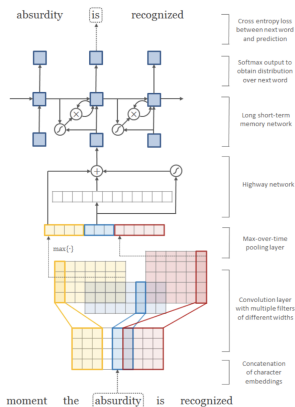 absurdity is recognized
Cross entropy loss
between next word
and prediction
Softmax output to
obtain distribution
over next word
Long short-term
memory network
Highway network
Max-over-time
pooling layer
max{·}
Convolution layer
with multiple filters
of different widths
Concatenation
of character
embeddings
moment the absurdity is recognized